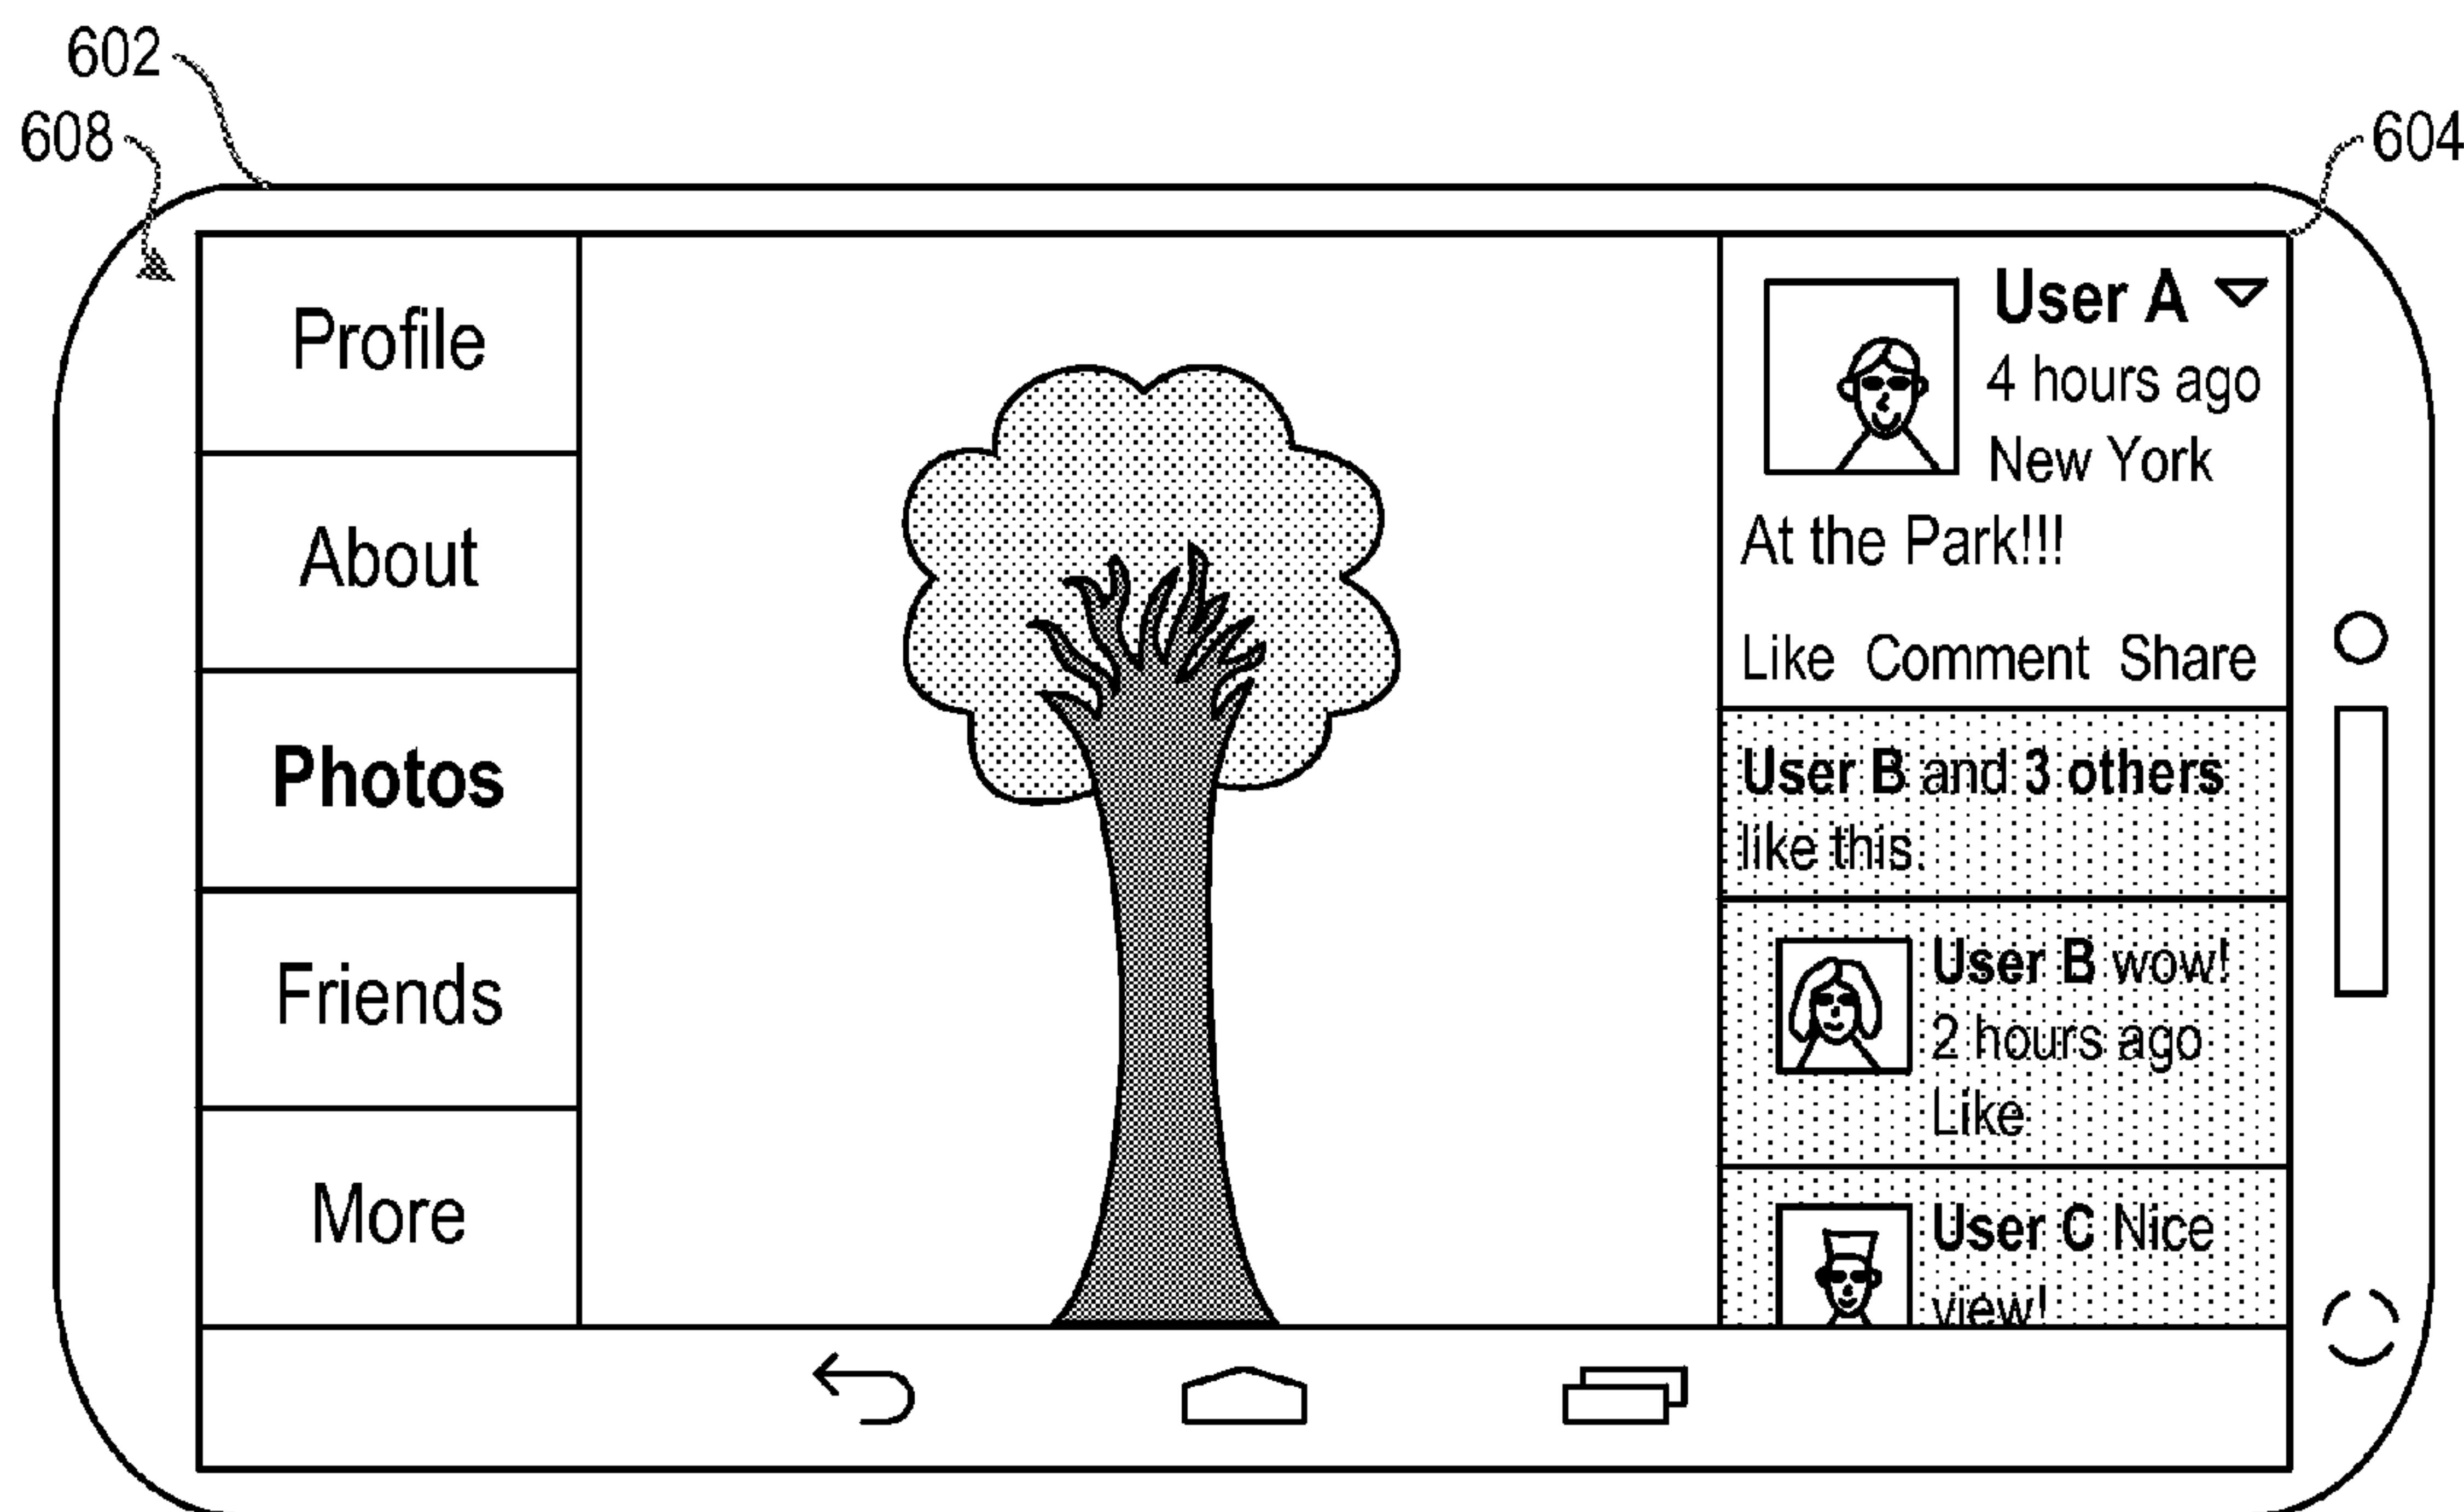 602
608
604
Profile
About
Photos
Friends
More
User A
4 hours ago
New York
At the Park!!!
Like Comment Share
User B and 3 others
like this.
User B wow!
2 hours ago
Like
User C Nice
view!